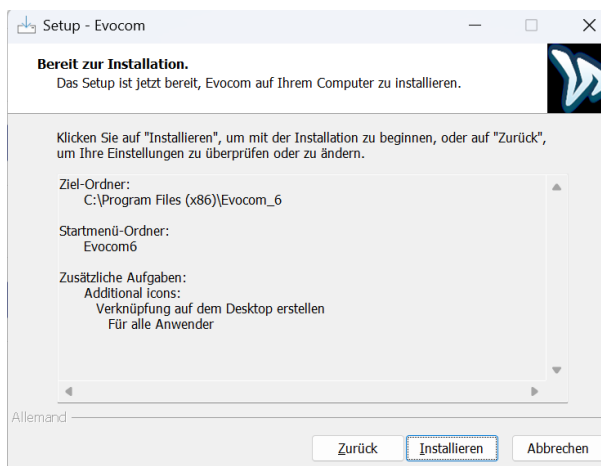 Setup - Evocom
Bereit zur Installation.
Das Setup ist jetzt bereit, Evocom auf Ihrem Computer zu installieren.
Klicken Sie auf "Installieren", um mit der Installation zu beginnen, oder auf "Zurück",
um Ihre Einstellungen zu überprüfen oder zu ändern.
Ziel-Ordner:
C:\Program Files (x86)\Evocom_6
Startmenü-Ordner:
Evocom6
Zusätzliche Aufgaben:
Additional icons:
Verknüpfung auf dem Desktop erstellen
Für alle Anwender
Allemand
Zurück Installieren Abbrechen